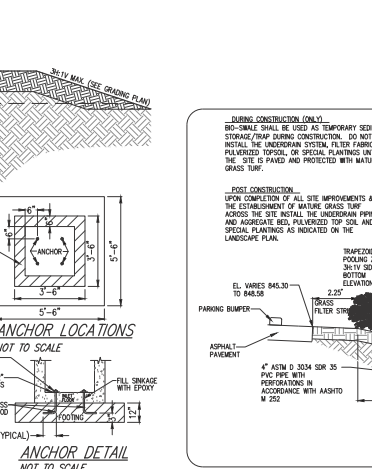 3H:1V MAX. (SEE GRADING PLAN)
6"
6"
6"
ANCHOR
3'-6"
5'-6"
3'-6"
5'-6"
ANCHOR LOCATIONS
NOT TO SCALE
FILL SINKAGE
WITH EPOXY
INLET
FLOOR
FOOTING
12"
ANCHOR DETAIL
NOT TO SCALE
DURING CONSTRUCTION (ONLY)
BIO-SWALE SHALL BE USED AS TEMPORARY SEDI
STORAGE/TRAP DURING CONSTRUCTION. DO NOT
INSTALL THE UNDERDRAIN SYSTEM, FILTER FABRIC
PULVERIZED TOPSOIL, OR SPECIAL PLANTINGS UNT
THE SITE IS PAVED AND PROTECTED WITH MATU
GRASS TURF.
POST CONSTRUCTION
UPON COMPLETION OF ALL SITE IMPROVEMENTS &
THE ESTABLISHMENT OF MATURE GRASS TURF
ACROSS THE SITE INSTALL THE UNDERDRAIN PIPIN
AND AGGREGATE BED, PULVERIZED TOP SOIL AND
SPECIAL PLANTINGS AS INDICATED ON THE
LANDSCAPE PLAN.
TRAPEZOID
POOLING
3H:1V SID
BOTTOM
ELEVATION
EL. VARIES 845.30
TO 848.58
2.25'
GRASS
FILTER STRI
PARKING BUMPER
ASPHALT
PAVEMENT
4" ASTM D 3034 SDR 35
PVC PIPE WITH
PERFORATIONS IN
ACCORDANCE WITH AASHTO
M 252